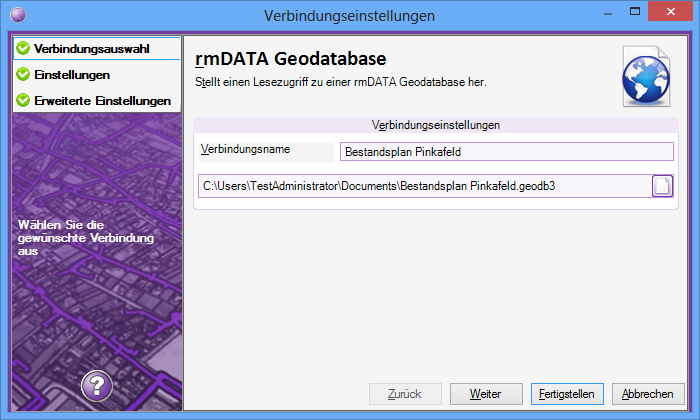 Verbindungseinstellungen
Verbindungsauswahl
Einstellungen
Erweiterte Einstellungen
Wählen Sie die
gewünschte Verbindung
aus
?
rmDATA Geodatabase
Stellt einen Lesezugriff zu einer rmDATA Geodatabase her.
Verbindungseinstellungen
Verbindungsname
Bestandsplan Pinkafeld
C:\Users\TestAdministrator\Documents\Bestandsplan Pinkafeld.geodb3
Zurück
Weiter
Fertigstellen
Abbrechen